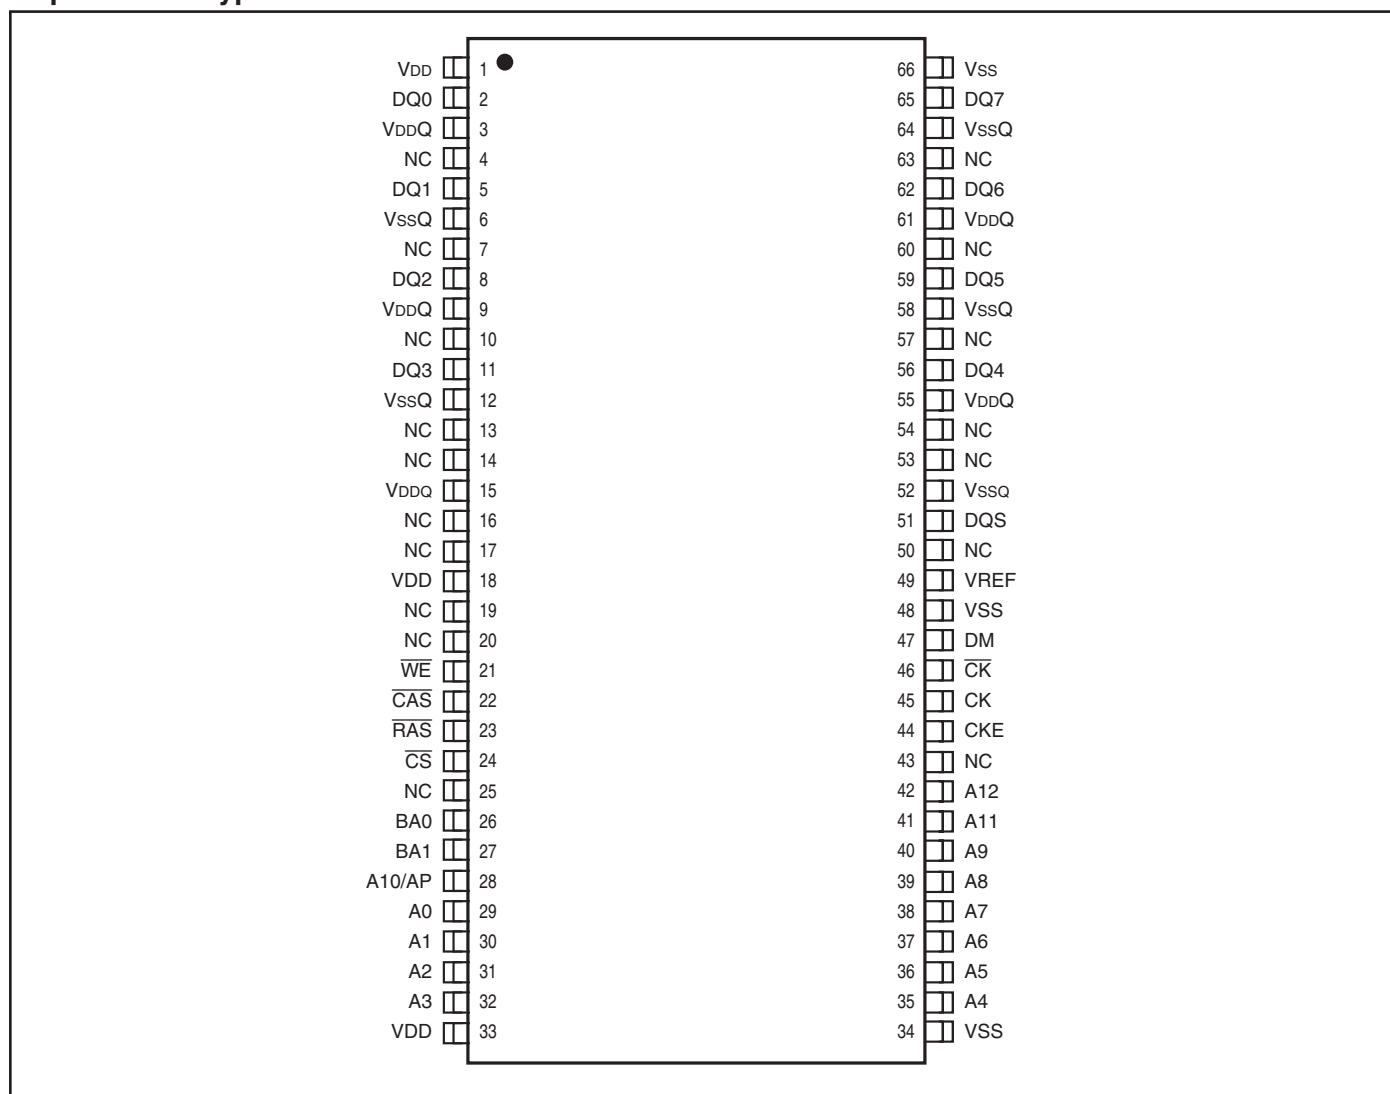 VDD 1 66 VSS
DQ0 2 65 DQ7
VDDQ 3 64 VSSQ
NC 4 63 NC
DQ1 5 62 DQ6
VSSQ 6 61 VDDQ
NC 7 60 NC
DQ2 8 59 DQ5
VDDQ 9 58 VSSQ
NC 10 57 NC
DQ3 11 56 DQ4
VSSQ 12 55 VDDQ
NC 13 54 NC
NC 14 53 NC
VDDQ 15 52 VSSQ
NC 16 51 DQS
NC 17 50 NC
VDD 18 49 VREF
NC 19 48 VSS
NC 20 47 DM
W̅E̅ 21 46 C̅K̅
C̅A̅S̅ 22 45 CK
R̅A̅S̅ 23 44 CKE
C̅S̅ 24 43 NC
NC 25 42 A12
BA0 26 41 A11
BA1 27 40 A9
A10/AP 28 39 A8
A0 29 38 A7
A1 30 37 A6
A2 31 36 A5
A3 32 35 A4
VDD 33 34 VSS